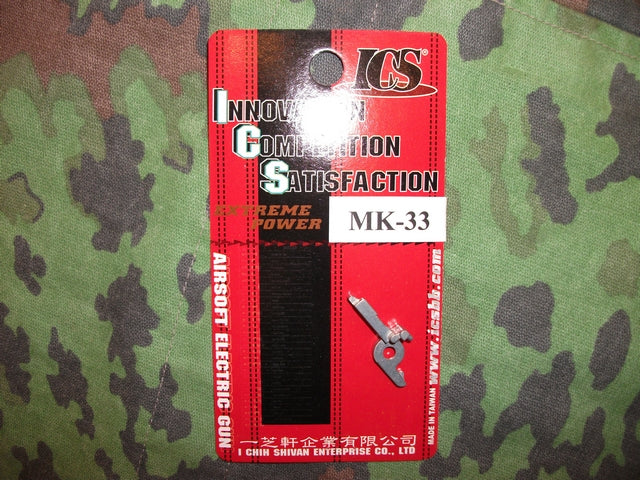 ICS®
INNOVATION
COMPETITION
SATISFACTION
EXTREME
POWER
MK-33
AIRSOFT ELECTRIC GUN
www.icsbb.com
MADE IN TAIWAN
一芝軒企業有限公司
I CHIH SHIVAN ENTERPRISE CO., LTD